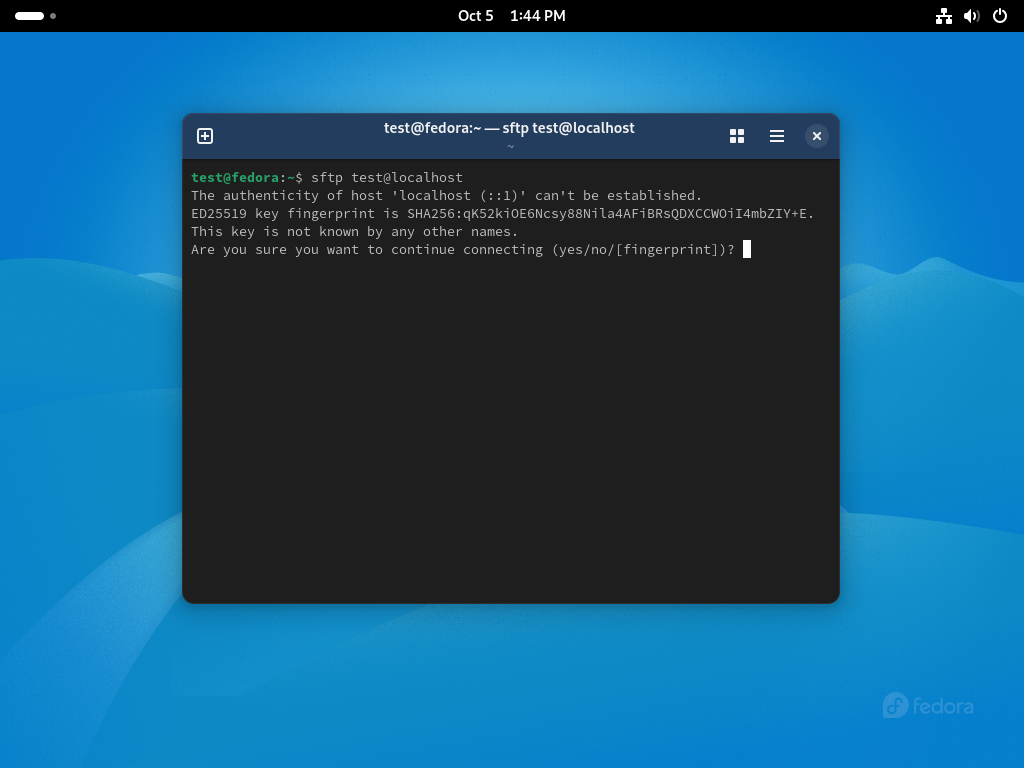 Oct 5 1:44 PM
test@fedora:~ — sftp test@localhost
~
test@fedora:~$ sftp test@localhost
The authenticity of host 'localhost (::1)' can't be established.
ED25519 key fingerprint is SHA256:qK52kiOE6Ncsy88Nila4AFiBRsQDXCCWOiI4mbZIY+E.
This key is not known by any other names.
Are you sure you want to continue connecting (yes/no/[fingerprint])?
fedora